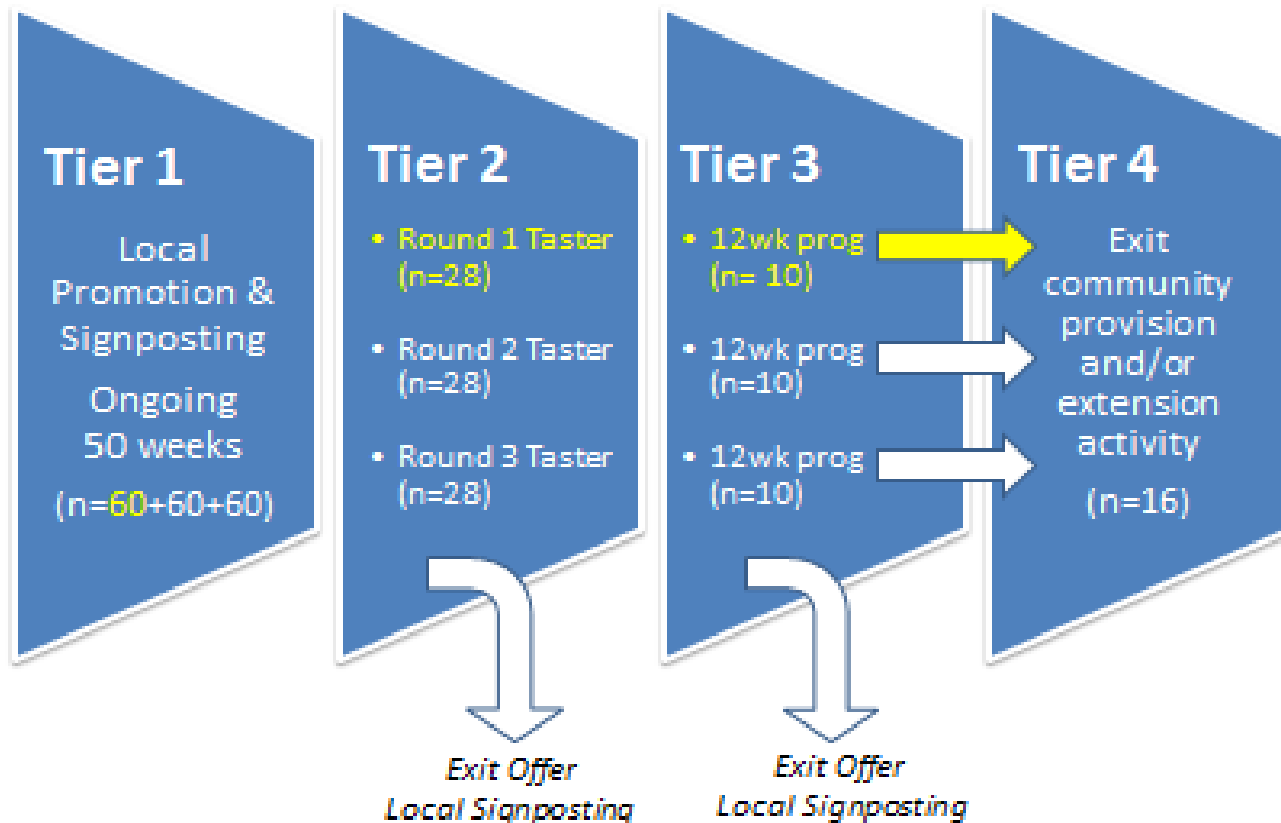 Tier 1
Local
Promotion &
Signposting
Ongoing
50 weeks
(n=60+60+60)
Tier 2
• Round 1 Taster
(n=28)
• Round 2 Taster
(n=28)
• Round 3 Taster
(n=28)
Exit Offer
Local Signposting
Tier 3
• 12wk prog
(n= 10)
• 12wk prog
(n=10)
• 12wk prog
(n=10)
Exit Offer
Local Signposting
Tier 4
Exit
community
provision
and/or
extension
activity
(n=16)